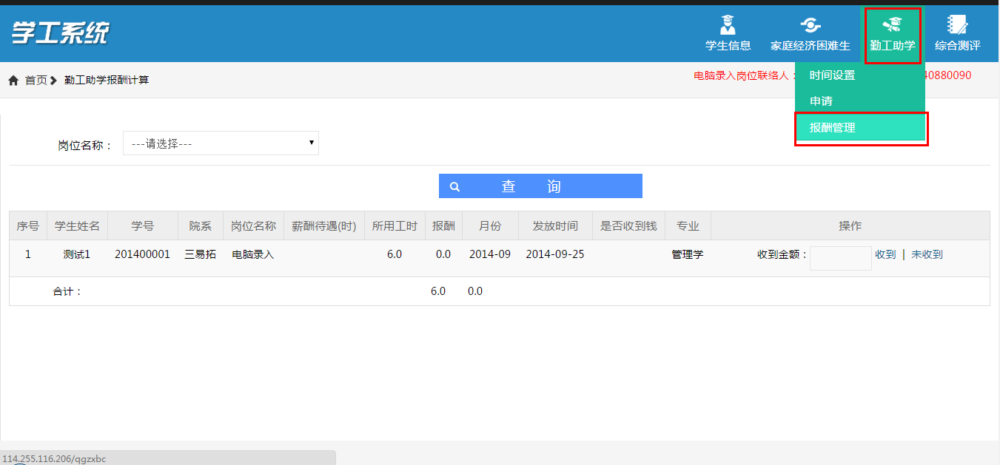 学工系统
学生信息 家庭经济困难生 勤工助学 综合测评
首页 勤工助学报酬计算
电脑录入岗位联络人： 40880090
时间设置
申请
报酬管理
岗位名称： ---请选择---
查 询
序号 学生姓名 学号 院系 岗位名称 薪酬待遇(时) 所用工时 报酬 月份 发放时间 是否收到钱 专业 操作
1 测试1 201400001 三易拓 电脑录入 6.0 0.0 2014-09 2014-09-25 管理学 收到金额： 收到 | 未收到
合计： 6.0 0.0
114.255.116.206/qgzxbc